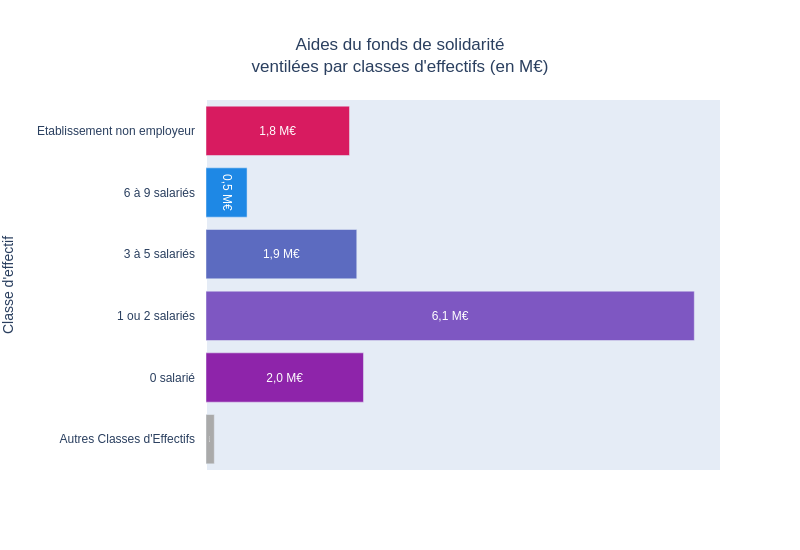 Aides du fonds de solidarité
ventilées par classes d'effectifs (en M€)
Classe d'effectif
Etablissement non employeur
1,8 M€
6 à 9 salariés
0,5 M€
3 à 5 salariés
1,9 M€
1 ou 2 salariés
6,1 M€
0 salarié
2,0 M€
Autres Classes d'Effectifs